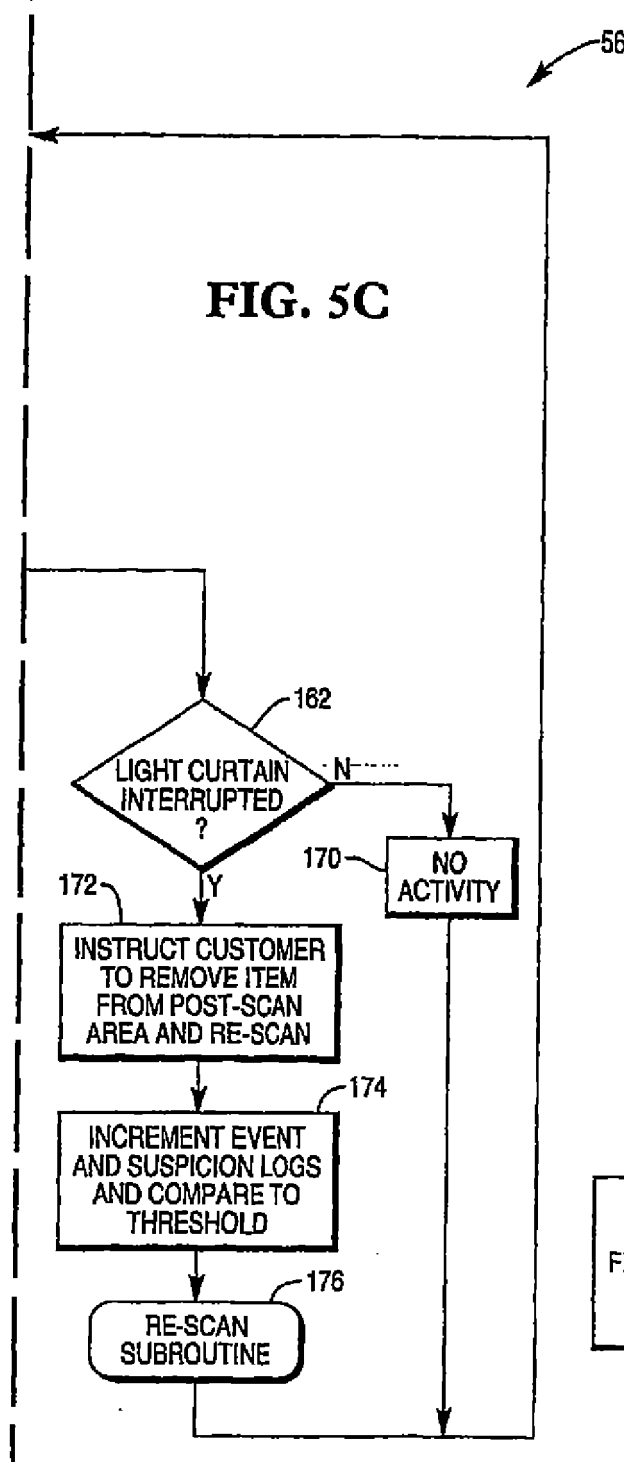 56
FIG. 5C
162
LIGHT CURTAIN
INTERRUPTED
?
N
Y
170
NO
ACTIVITY
172
INSTRUCT CUSTOMER
TO REMOVE ITEM
FROM POST-SCAN
AREA AND RE-SCAN
174
INCREMENT EVENT
AND SUSPICION LOGS
AND COMPARE TO
THRESHOLD
176
RE-SCAN
SUBROUTINE